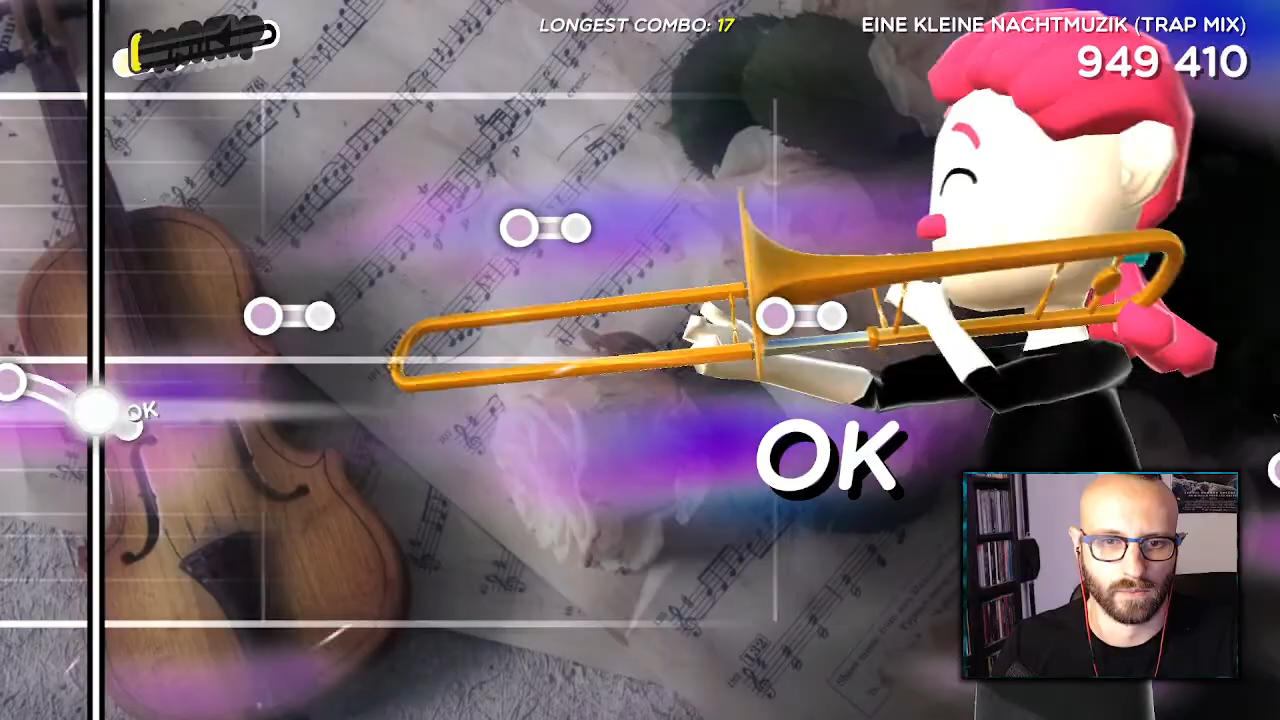 LONGEST COMBO: 17
EINE KLEINE NACHTMUZIK (TRAP MIX)
949 410
OK
OK